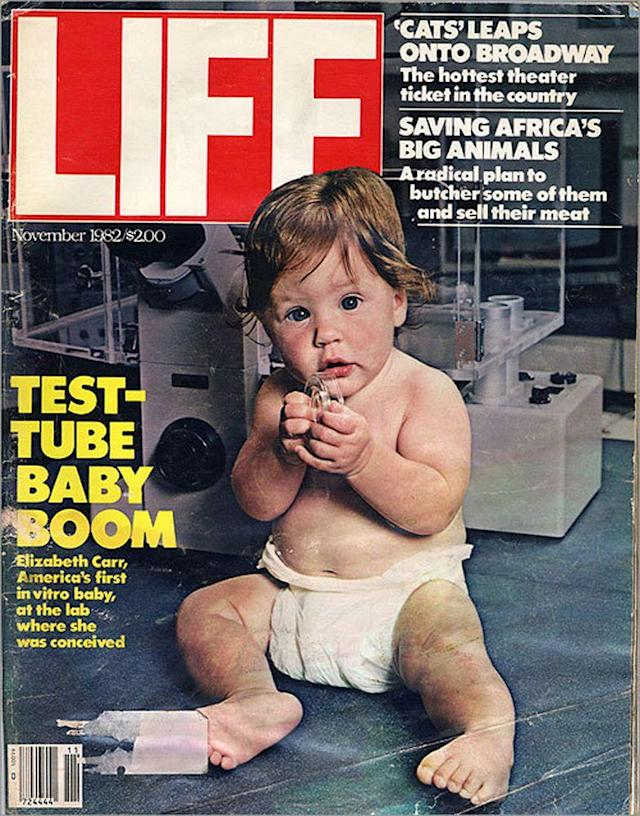 LIFE
'CATS' LEAPS
ONTO BROADWAY
The hottest theater
ticket in the country
SAVING AFRICA'S
BIG ANIMALS
A radical plan to
butcher some of them
and sell their meat
November 1982/$2.00
TEST-
TUBE
BABY
BOOM
Elizabeth Carr,
America's first
in vitro baby,
at the lab
where she
was conceived
11
724444